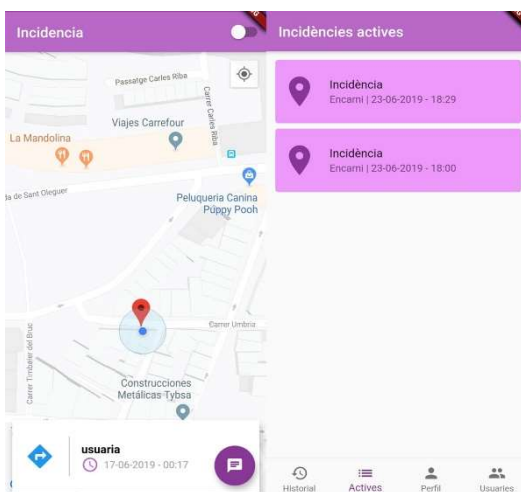 Incidencia
Passatge Carles Riba
Carrer Carles Riba
Viajes Carrefour
La Mandolina
da de Sant Oleguer
Peluqueria Canina
Puppy Pooh
Carrer Umbria
Carrer Timbaler del Bruc
Construcciones
Metálicas Tybsa
usuaria
17-06-2019 - 00:17
Incidències actives
Incidència
Encarni | 23-06-2019 - 18:29
Incidència
Encarni | 23-06-2019 - 18:00
Historial
Actives
Perfil
Usuaries